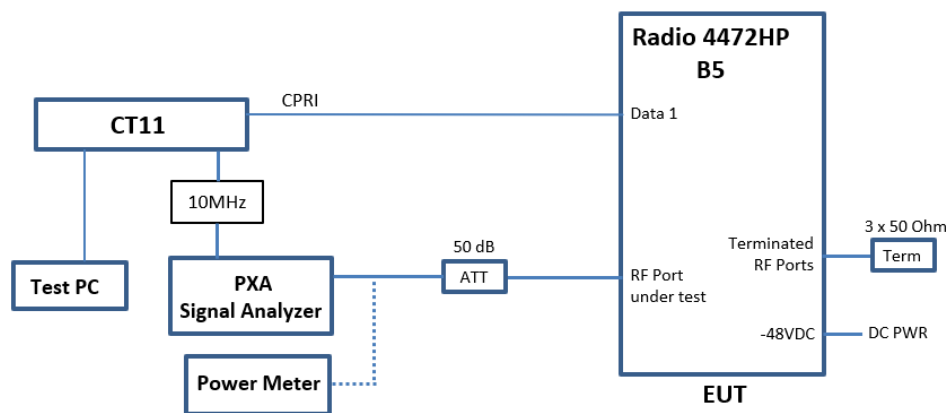 Radio 4472HP
B5
CPRI
CT11
Data 1
10MHz
50 dB
3 x 50 Ohm
Terminated
RF Ports
Term
Test PC
PXA
Signal Analyzer
ATT
RF Port
under test
-48VDC
DC PWR
Power Meter
EUT